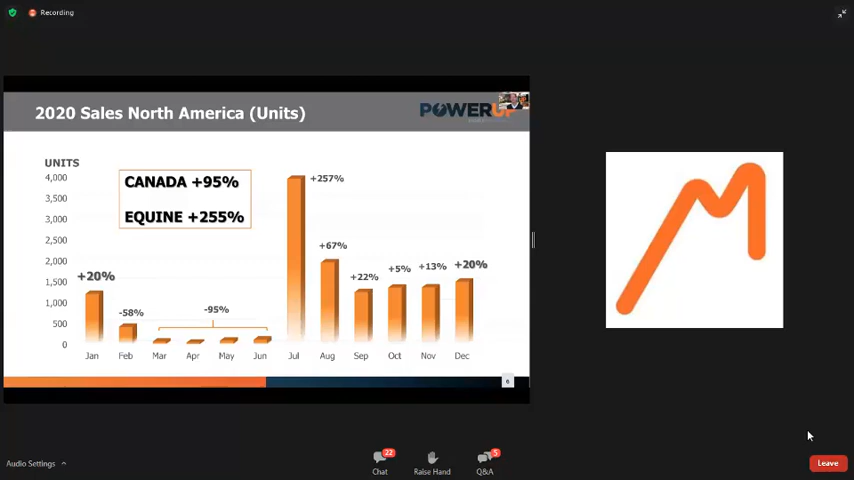 Recording
2020 Sales North America (Units)
POWERUP
UNITS
4,000
3,500
3,000
2,500
2,000
1,500
1,000
500
0
CANADA +95%
EQUINE +255%
+20%
-58%
-95%
+257%
+67%
+22%
+5%
+13%
+20%
Jan Feb Mar Apr May Jun Jul Aug Sep Oct Nov Dec
6
Audio Settings
22
Chat
Raise Hand
5
Q&A
Leave